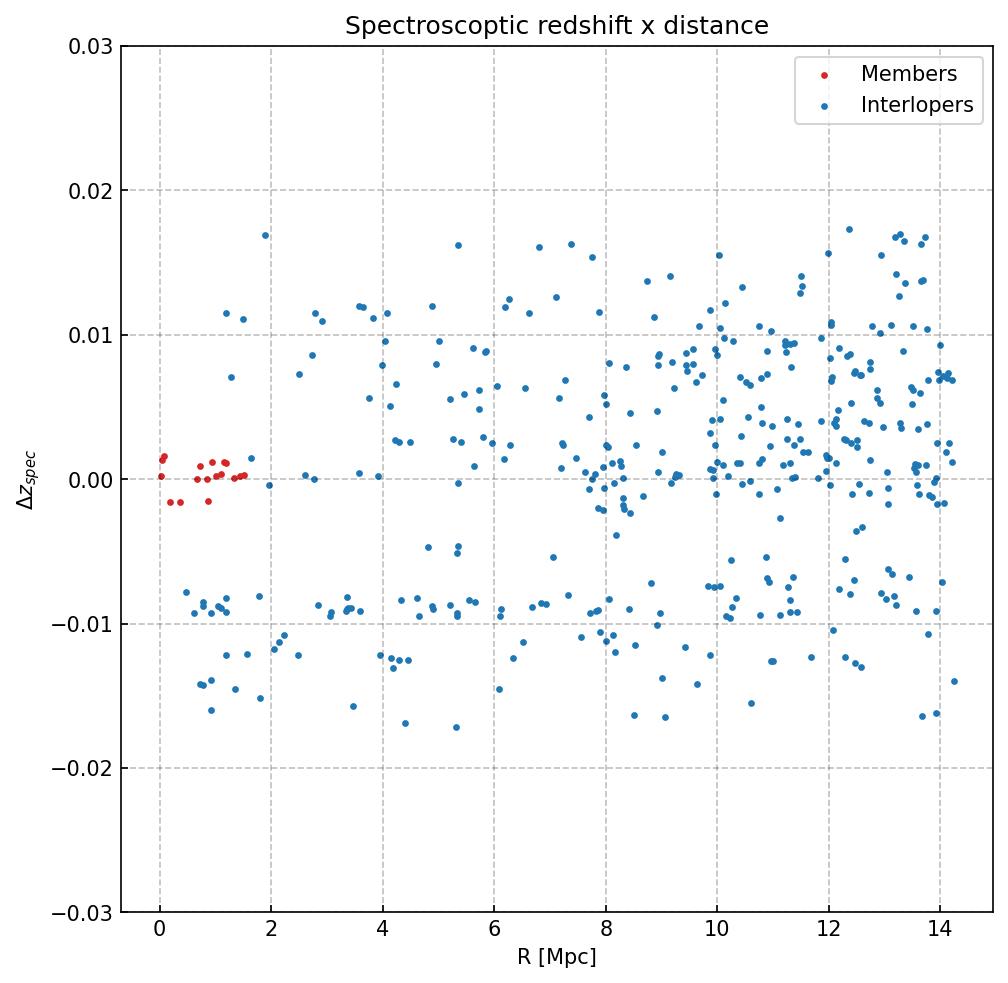 Spectroscoptic redshift x distance
Members
Interlopers
0.03
0.02
0.01
0.00
−0.01
−0.02
−0.03
Δz_spec
0 2 4 6 8 10 12 14
R [Mpc]